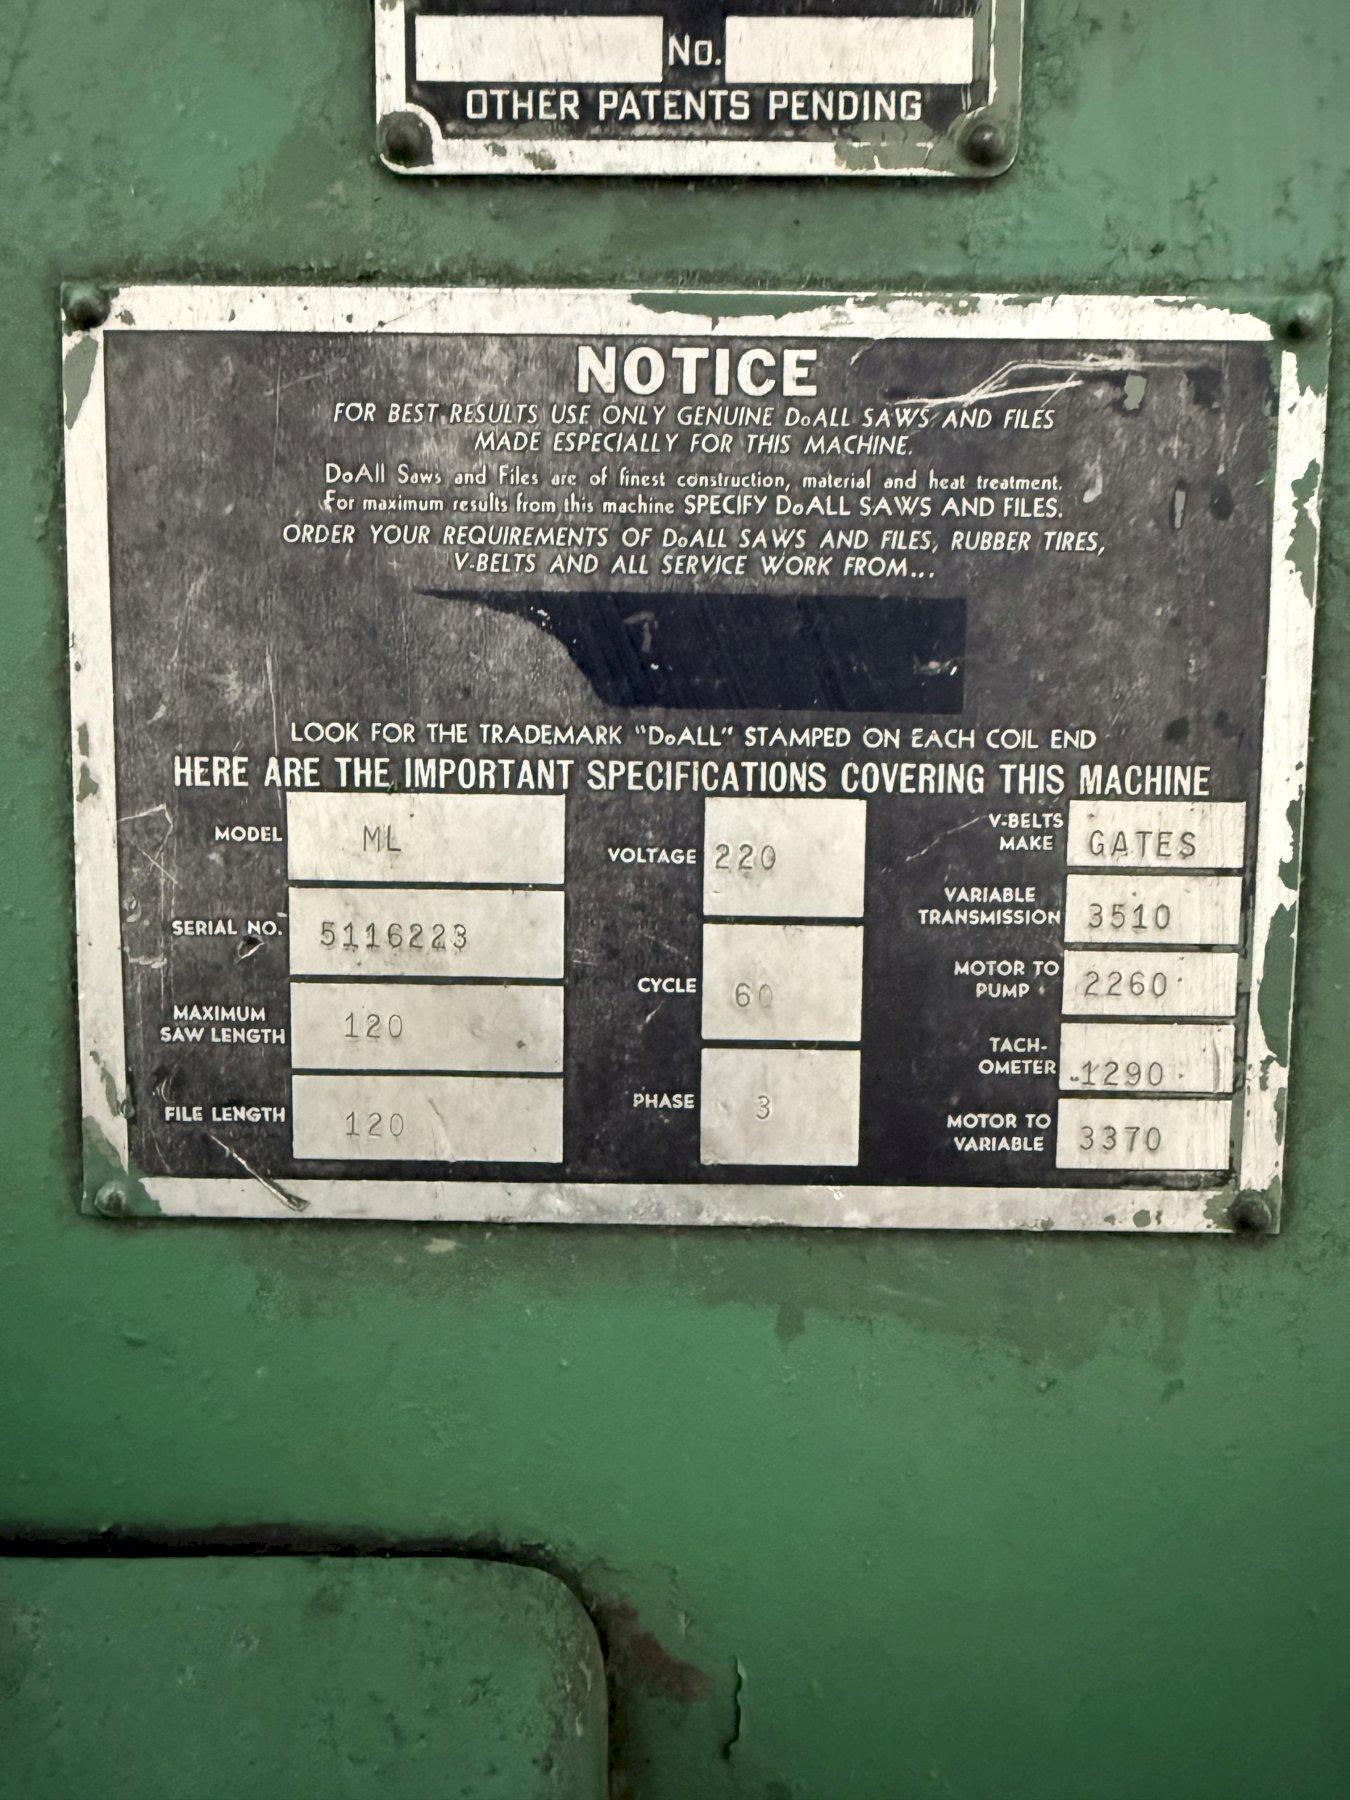 No.
OTHER PATENTS PENDING
NOTICE
FOR BEST RESULTS USE ONLY GENUINE DoALL SAWS AND FILES
MADE ESPECIALLY FOR THIS MACHINE.
DoAll Saws and Files are of finest construction, material and heat treatment.
For maximum results from this machine SPECIFY DoALL SAWS AND FILES.
ORDER YOUR REQUIREMENTS OF DoALL SAWS AND FILES, RUBBER TIRES,
V-BELTS AND ALL SERVICE WORK FROM...
LOOK FOR THE TRADEMARK "DoALL" STAMPED ON EACH COIL END
HERE ARE THE IMPORTANT SPECIFICATIONS COVERING THIS MACHINE
MODEL ML
SERIAL NO. 5116223
MAXIMUM
SAW LENGTH 120
FILE LENGTH 120
VOLTAGE 220
CYCLE 60
PHASE 3
V-BELTS
MAKE GATES
VARIABLE
TRANSMISSION 3510
MOTOR TO
PUMP 2260
TACH-
OMETER 1290
MOTOR TO
VARIABLE 3370